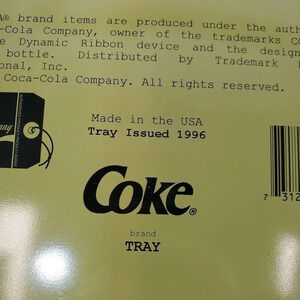 A® brand items are produced under the auth
-Cola Company, owner of the trademarks Co
e Dynamic Ribbon device and the design
bottle. Distributed by Trademark
onal, Inc.
Coca-Cola Company. All rights reserved.
Made in the USA
Tray Issued 1996
Coke®
brand
TRAY
7 312